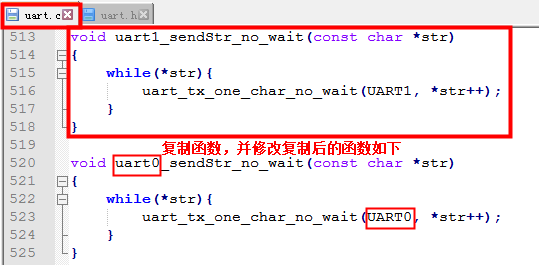 uart.c uart.h
513 void uart1_sendStr_no_wait(const char *str)
514 {
515 while(*str){
516 uart_tx_one_char_no_wait(UART1, *str++);
517 }
518 }
519 复制函数，并修改复制后的函数如下
520 void uart0_sendStr_no_wait(const char *str)
521 {
522 while(*str){
523 uart_tx_one_char_no_wait(UART0, *str++);
524 }
525 }